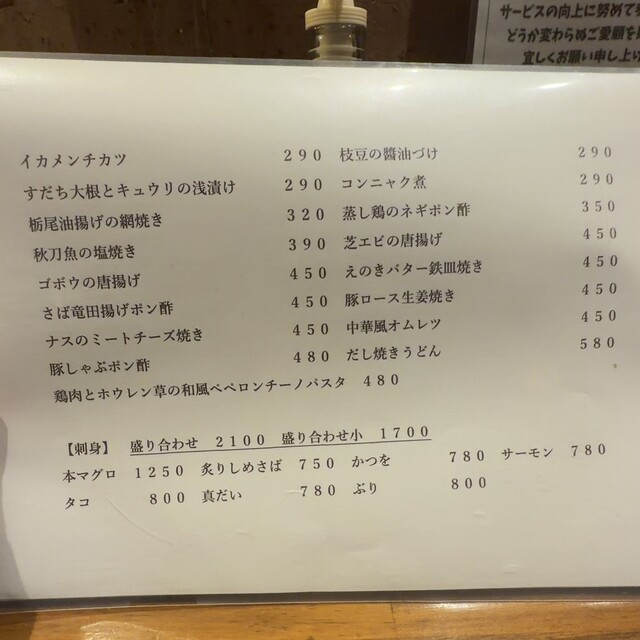 サービスの向上に努めて
どうか変わらぬご愛顧を
宜しくお願い申し上げ
イカメンチカツ 290 枝豆の醬油づけ 290
すだち大根とキュウリの浅漬け 290 コンニャク煮 290
栃尾油揚げの網焼き 320 蒸し鶏のネギポン酢 350
秋刀魚の塩焼き 390 芝エビの唐揚げ 450
ゴボウの唐揚げ 450 えのきバター鉄皿焼き 450
さば竜田揚げポン酢 450 豚ロース生姜焼き 450
ナスのミートチーズ焼き 450 中華風オムレツ 450
豚しゃぶポン酢 480 だし焼きうどん 580
鶏肉とホウレン草の和風ペペロンチーノパスタ 480
【刺身】 盛り合わせ 2100 盛り合わせ小 1700
本マグロ 1250 炙りしめさば 750 かつを 780 サーモン 780
タコ 800 真だい 780 ぶり 800